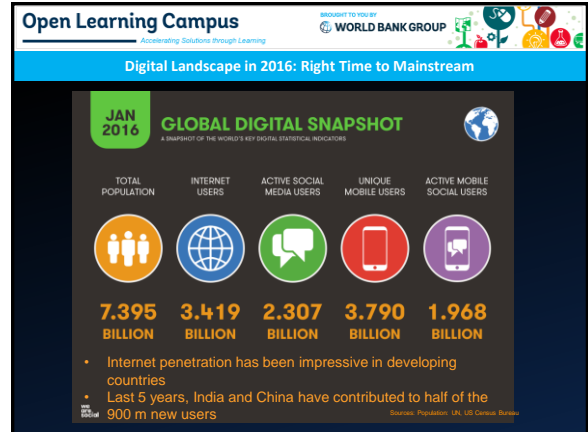 Open Learning Campus
Accelerating Solutions through Learning
BROUGHT TO YOU BY
WORLD BANK GROUP
Digital Landscape in 2016: Right Time to Mainstream
JAN
2016
GLOBAL DIGITAL SNAPSHOT
A SNAPSHOT OF THE WORLD'S KEY DIGITAL STATISTICAL INDICATORS
TOTAL
POPULATION
INTERNET
USERS
ACTIVE SOCIAL
MEDIA USERS
UNIQUE
MOBILE USERS
ACTIVE MOBILE
SOCIAL USERS
7.395
BILLION
3.419
BILLION
2.307
BILLION
3.790
BILLION
1.968
BILLION
• Internet penetration has been impressive in developing
countries
• Last 5 years, India and China have contributed to half of the
900 m new users
we
are
social
Sources: Population: UN, US Census Bureau